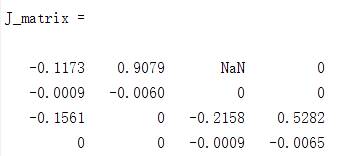 J_matrix =
-0.1173 0.9079 NaN 0
-0.0009 -0.0060 0 0
-0.1561 0 -0.2158 0.5282
0 0 -0.0009 -0.0065